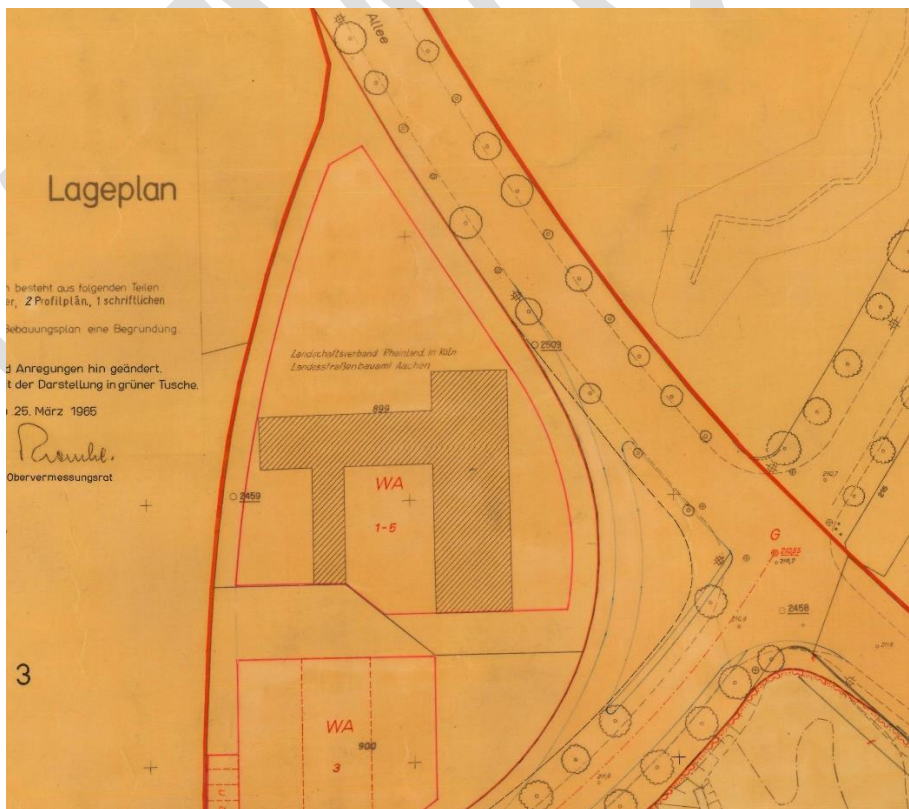 Allee
Lageplan
besteht aus folgenden Teilen
2 Profilplän., 1 schriftlichen
Bebauungsplan eine Begründung.
d Anregungen hin geändert.
t der Darstellung in grüner Tusche.
25. März 1965
Obervermessungsrat
Landschaftsverband Rheinland in Köln
Landesstraßenbauamt Aachen
2509
899
WA
2459
1-5
G
2458
3
WA
900
3